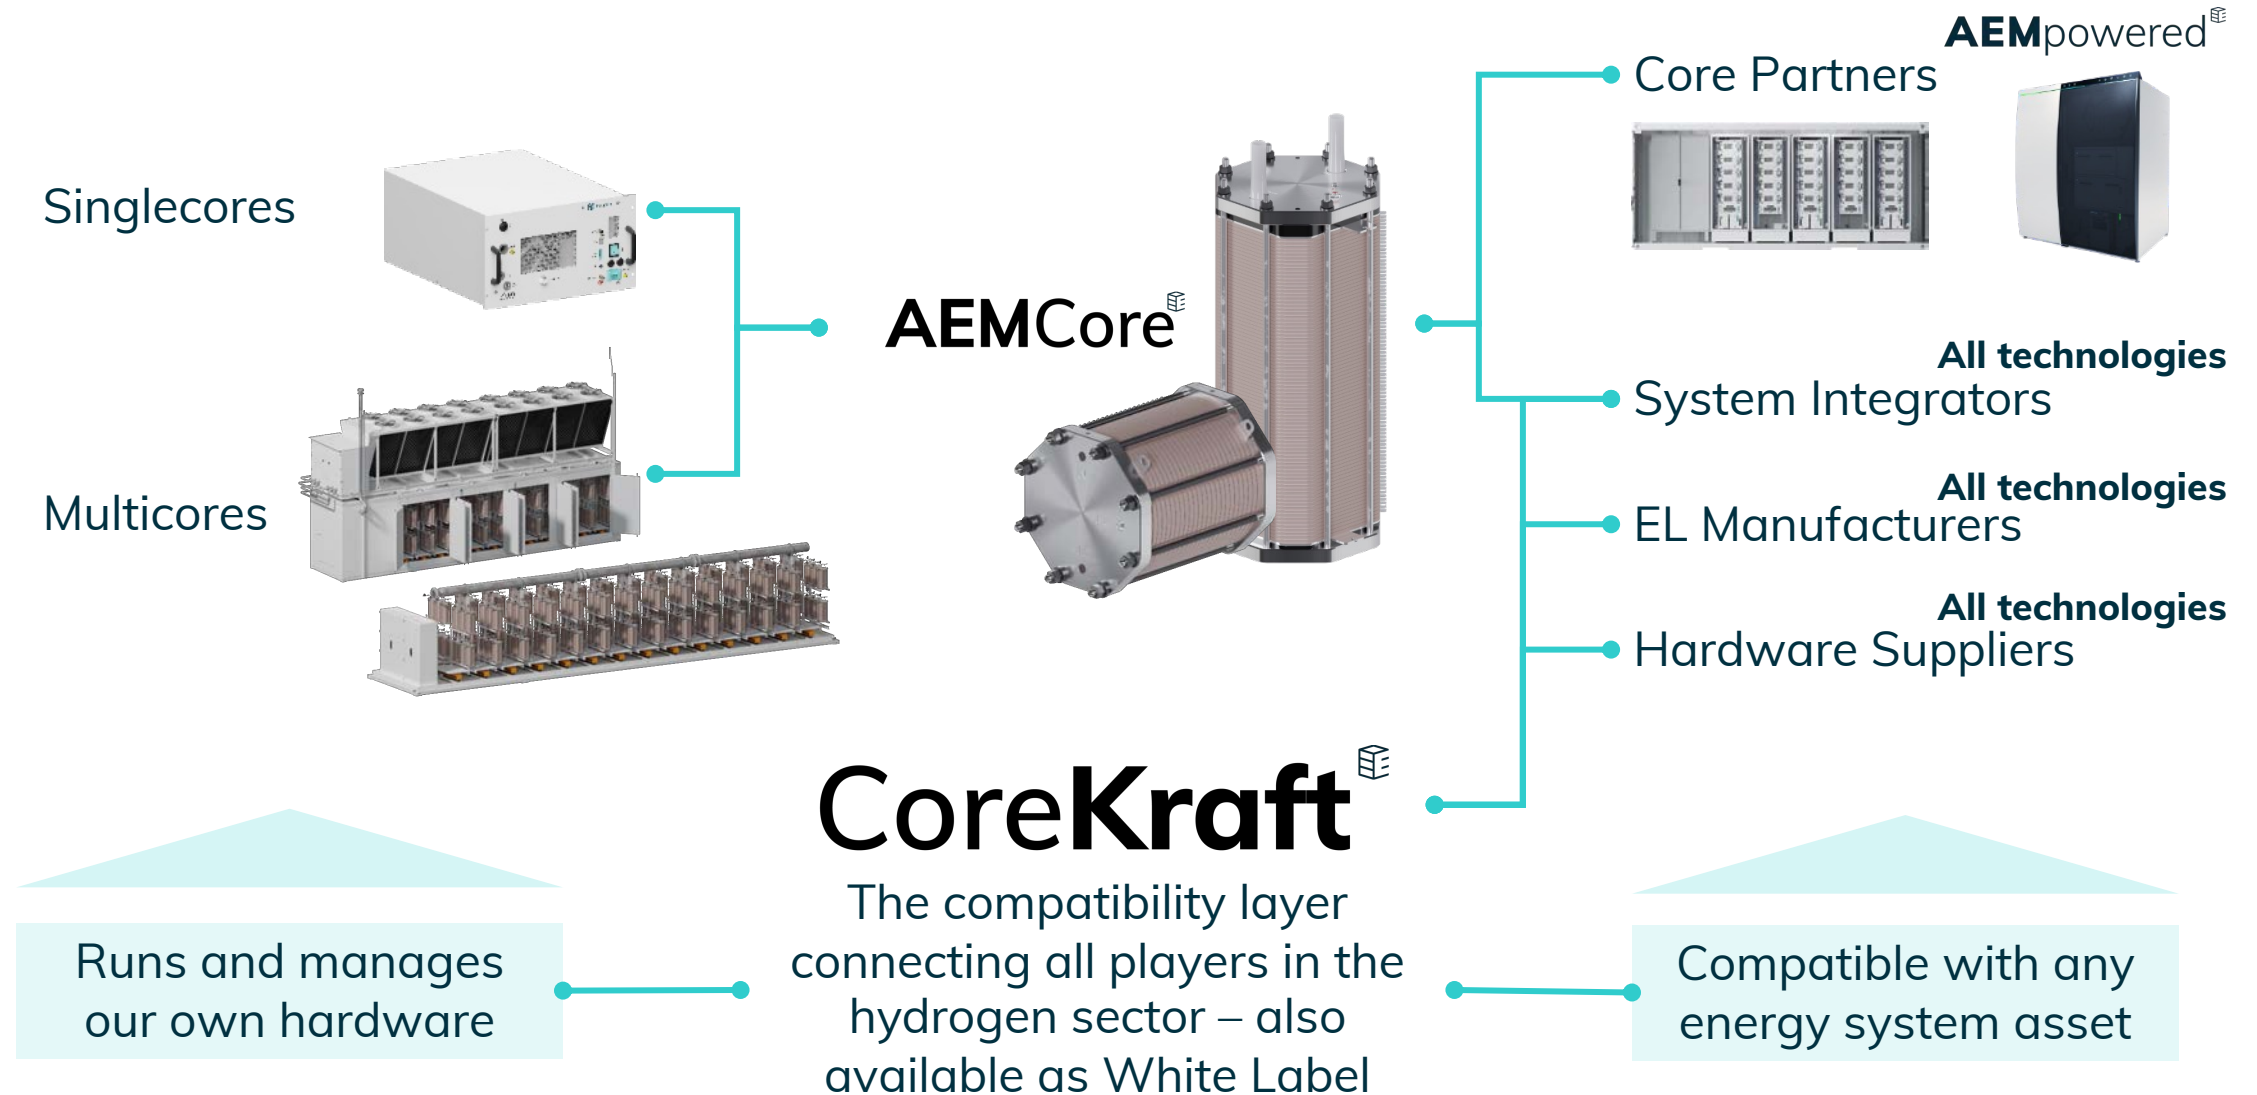 Singlecores
Multicores
AEMCore
AEMpowered
Core Partners
All technologies
System Integrators
All technologies
EL Manufacturers
All technologies
Hardware Suppliers
CoreKraft
The compatibility layer
connecting all players in the
hydrogen sector – also
available as White Label
Runs and manages
our own hardware
Compatible with any
energy system asset